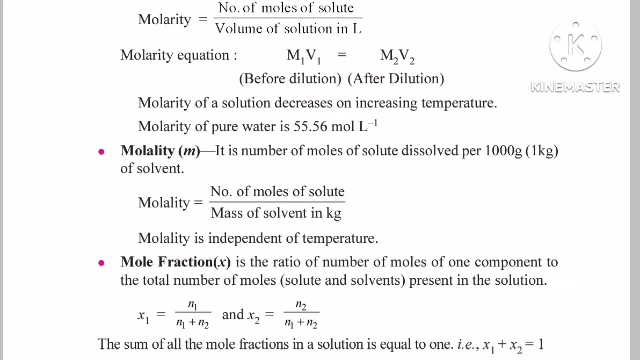 Molarity = No. of moles of solute / Volume of solution in L
Molarity equation : M₁V₁ = M₂V₂
(Before dilution) (After Dilution)
Molarity of a solution decreases on increasing temperature.
Molarity of pure water is 55.56 mol L⁻¹
• Molality (m)—It is number of moles of solute dissolved per 1000g (1kg)
of solvent.
Molality = No. of moles of solute / Mass of solvent in kg
Molality is independent of temperature.
• Mole Fraction(x) is the ratio of number of moles of one component to
the total number of moles (solute and solvents) present in the solution.
x₁ = n₁ / n₁ + n₂ and x₂ = n₂ / n₁ + n₂
The sum of all the mole fractions in a solution is equal to one. i.e., x₁ + x₂ = 1
K
KINEMASTER